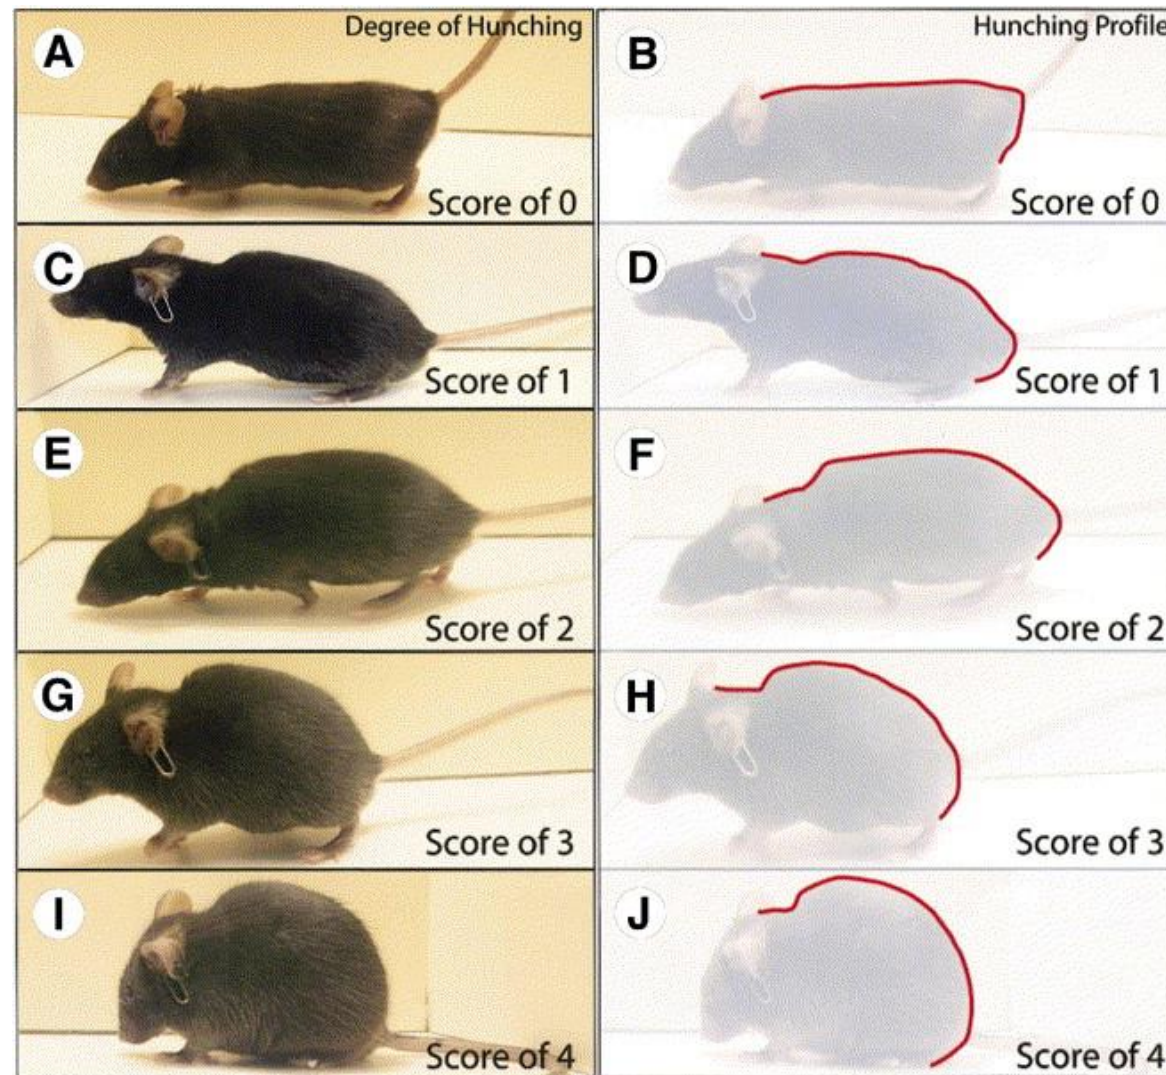 A
Degree of Hunching
B
Hunching Profile
Score of 0
Score of 0
C
D
Score of 1
Score of 1
E
F
Score of 2
Score of 2
G
H
Score of 3
Score of 3
I
J
Score of 4
Score of 4